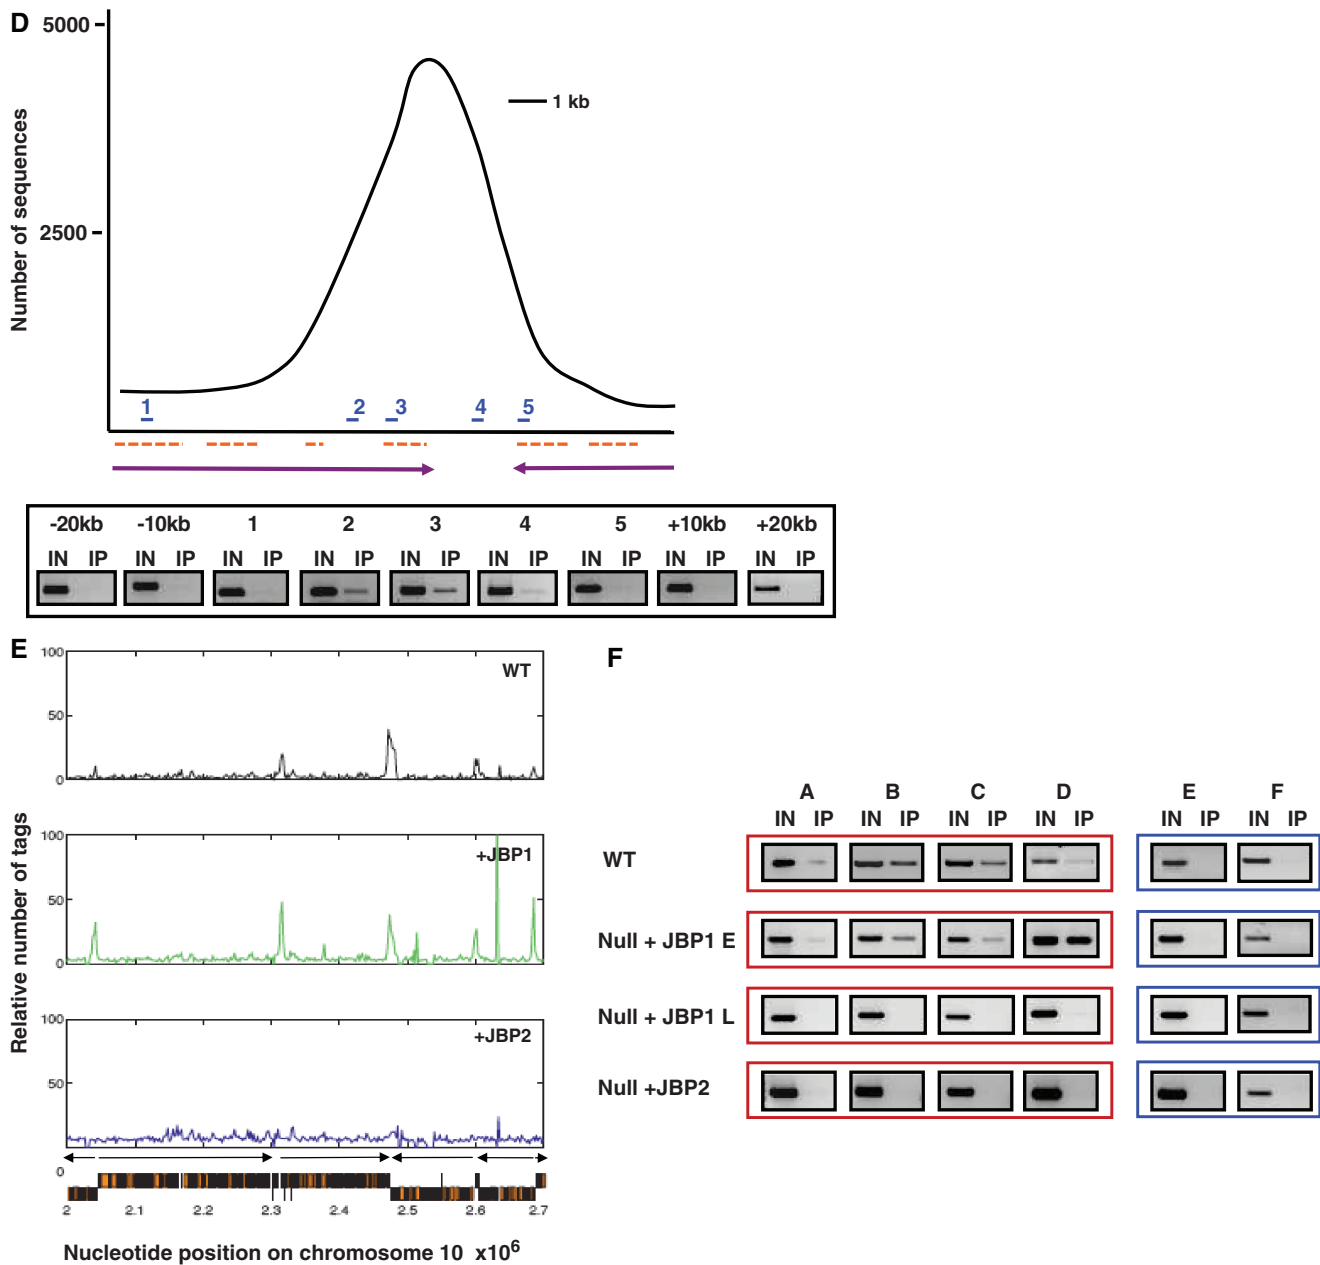 D
5000
1 kb
Number of sequences
2500
1 2 3 4 5
-20kb -10kb 1 2 3 4 5 +10kb +20kb
IN IP IN IP IN IP IN IP IN IP IN IP IN IP IN IP IN IP
E
100
WT
50
0
100
+JBP1
50
0
100
+JBP2
50
0
Relative number of tags
2 2.1 2.2 2.3 2.4 2.5 2.6 2.7
Nucleotide position on chromosome 10 x10⁶
F
A B C D E F
IN IP IN IP IN IP IN IP IN IP IN IP
WT
Null + JBP1 E
Null + JBP1 L
Null +JBP2